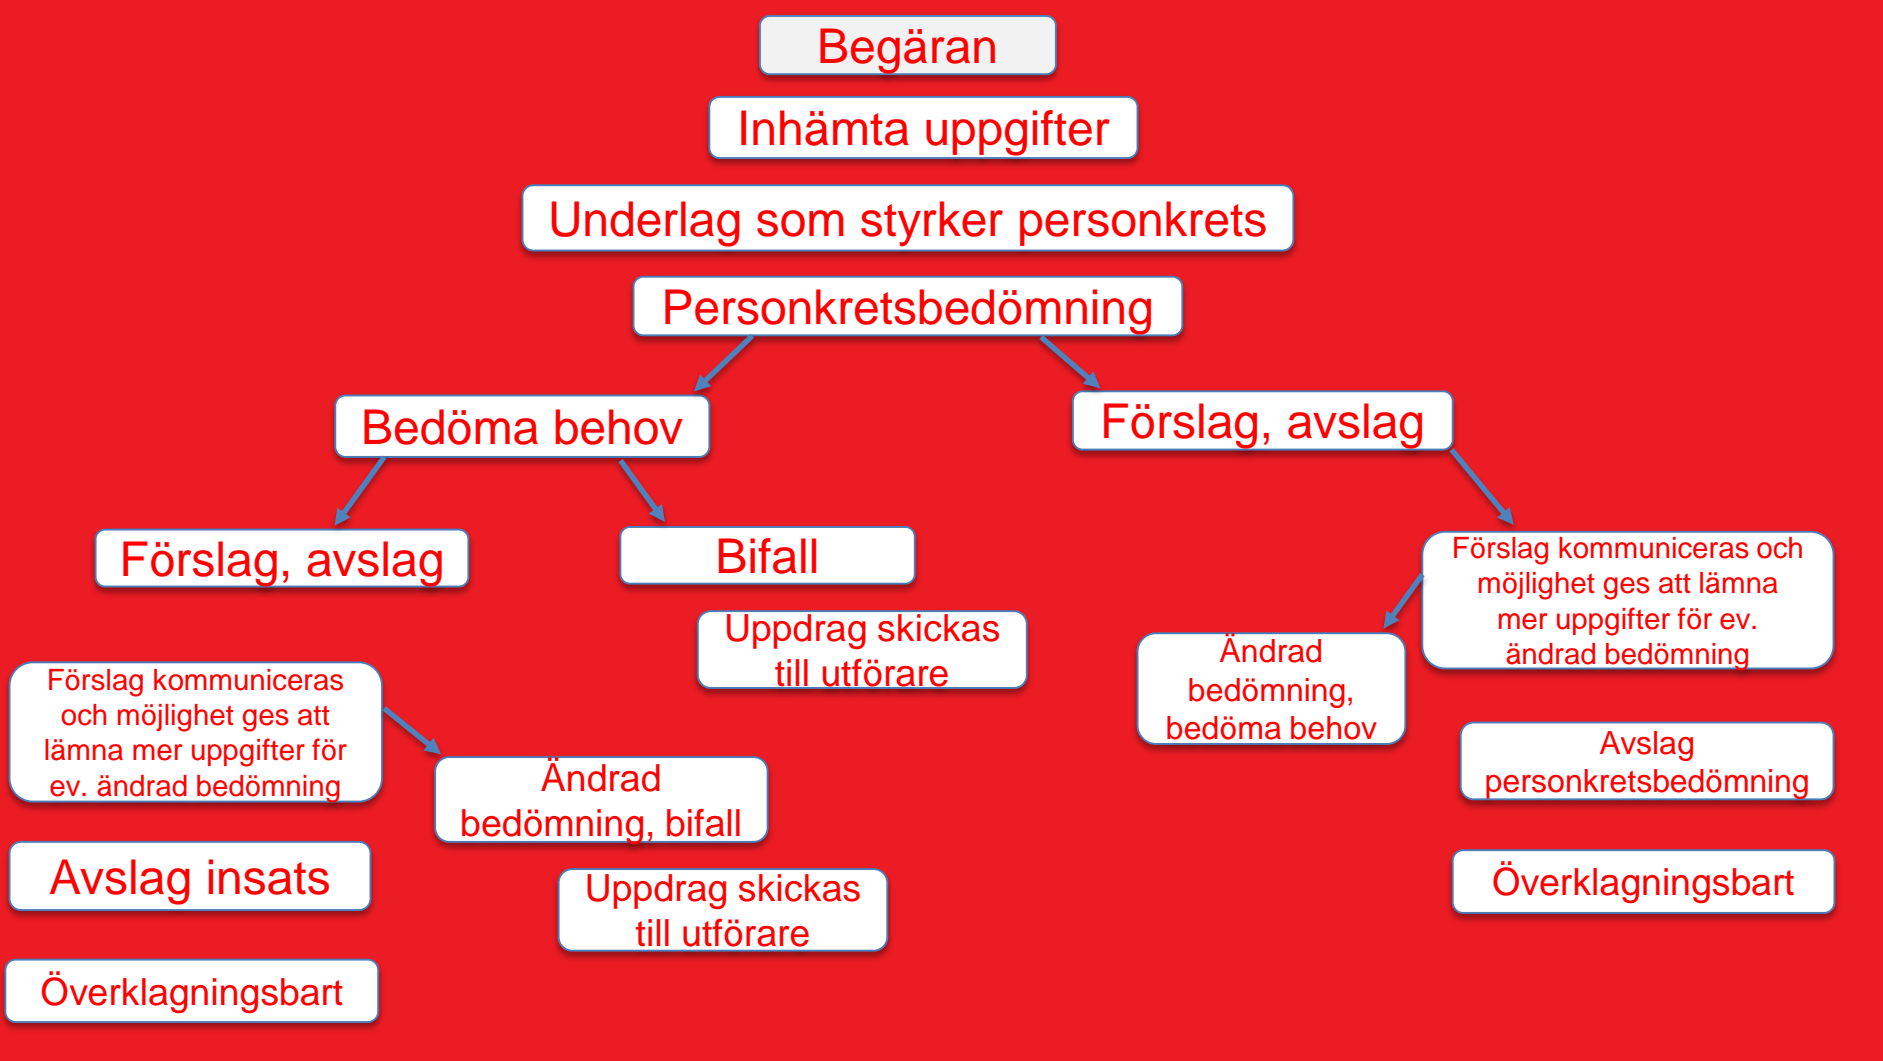 Begäran
Inhämta uppgifter
Underlag som styrker personkrets
Personkretsbedömning
Bedöma behov
Förslag, avslag
Förslag, avslag
Bifall
Förslag kommuniceras och
möjlighet ges att lämna
mer uppgifter för ev.
ändrad bedömning
Uppdrag skickas
till utförare
Ändrad
bedömning,
bedöma behov
Förslag kommuniceras
och möjlighet ges att
lämna mer uppgifter för
ev. ändrad bedömning
Avslag
personkretsbedömning
Ändrad
bedömning, bifall
Avslag insats
Överklagningsbart
Uppdrag skickas
till utförare
Överklagningsbart